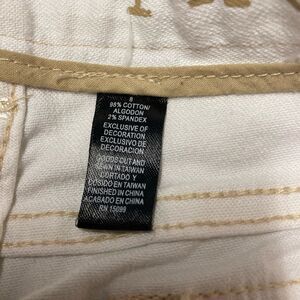 8
98% COTTON/
ALGODON
2% SPANDEX
EXCLUSIVE OF
DECORATION
EXCLUSIVO DE
DECORACION
GOODS CUT AND
SEWN IN TAIWAN
CORTADO Y
COSIDO EN TAIWAN
FINISHED IN CHINA
ACABADO EN CHINA
RN 15099